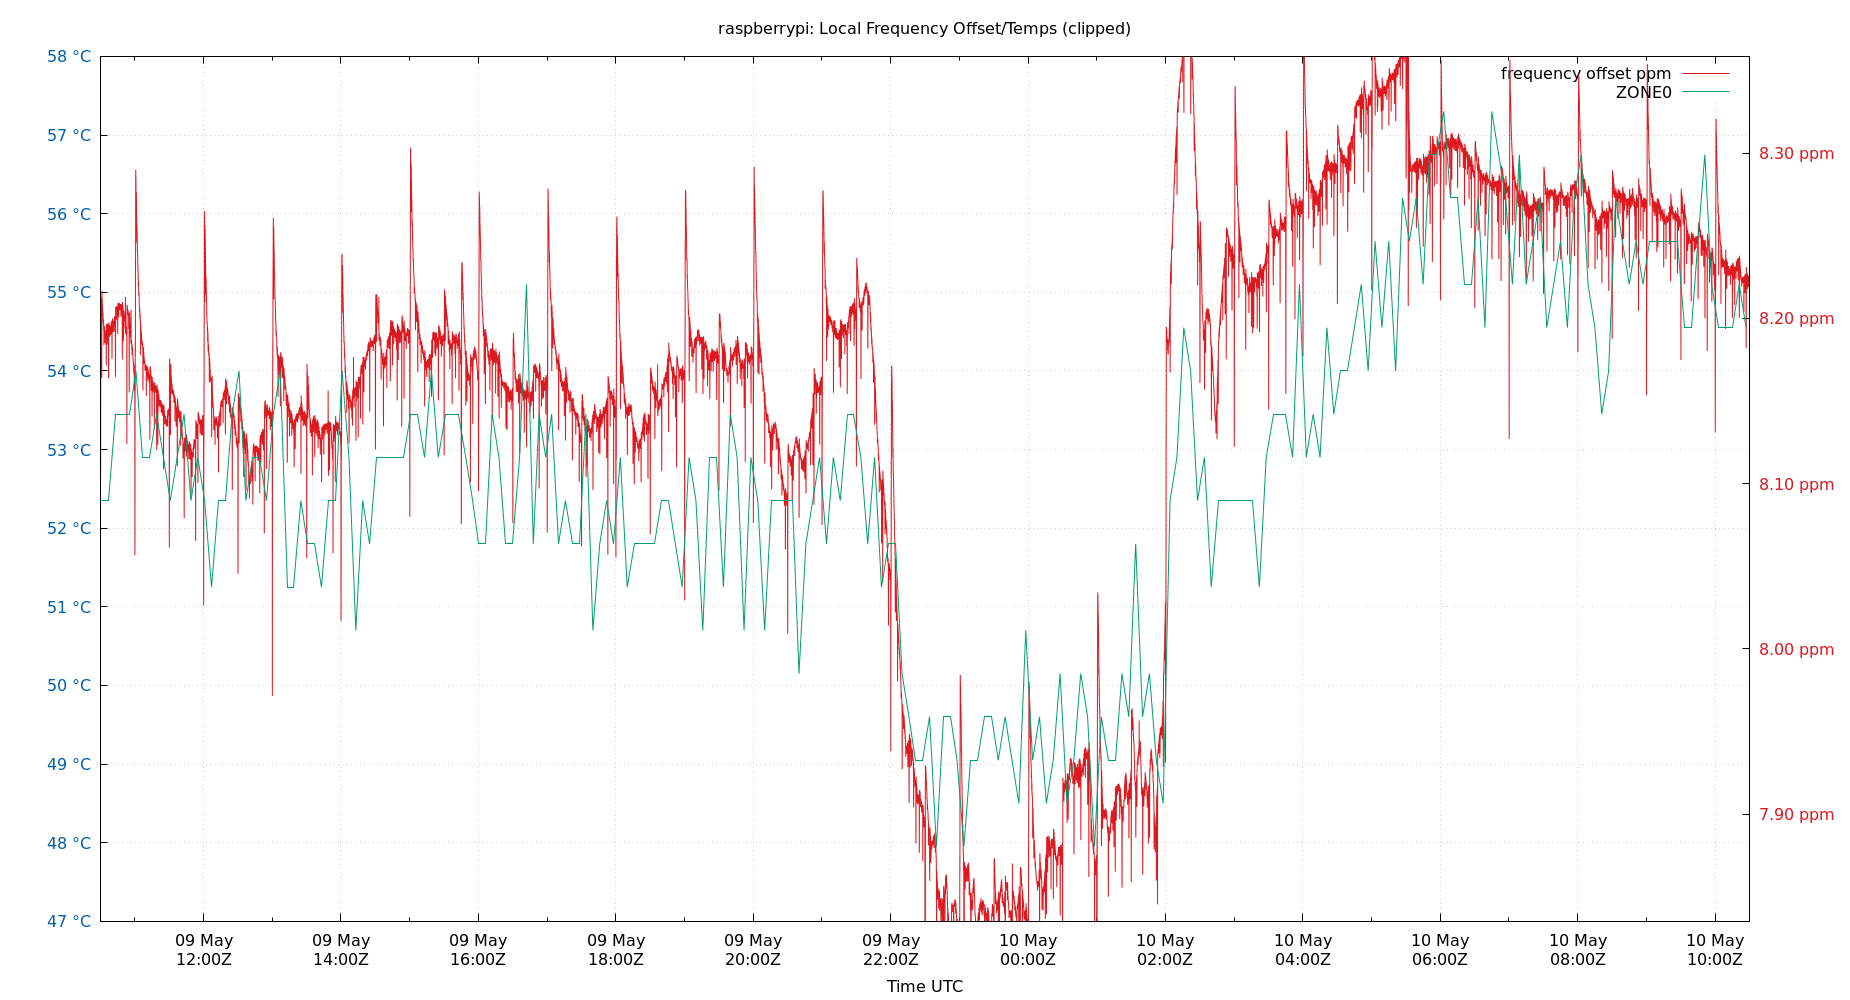 raspberrypi: Local Frequency Offset/Temps (clipped)
frequency offset ppm
ZONE0
58 °C
57 °C
56 °C
55 °C
54 °C
53 °C
52 °C
51 °C
50 °C
49 °C
48 °C
47 °C
8.30 ppm
8.20 ppm
8.10 ppm
8.00 ppm
7.90 ppm
09 May
12:00Z
09 May
14:00Z
09 May
16:00Z
09 May
18:00Z
09 May
20:00Z
09 May
22:00Z
10 May
00:00Z
10 May
02:00Z
10 May
04:00Z
10 May
06:00Z
10 May
08:00Z
10 May
10:00Z
Time UTC